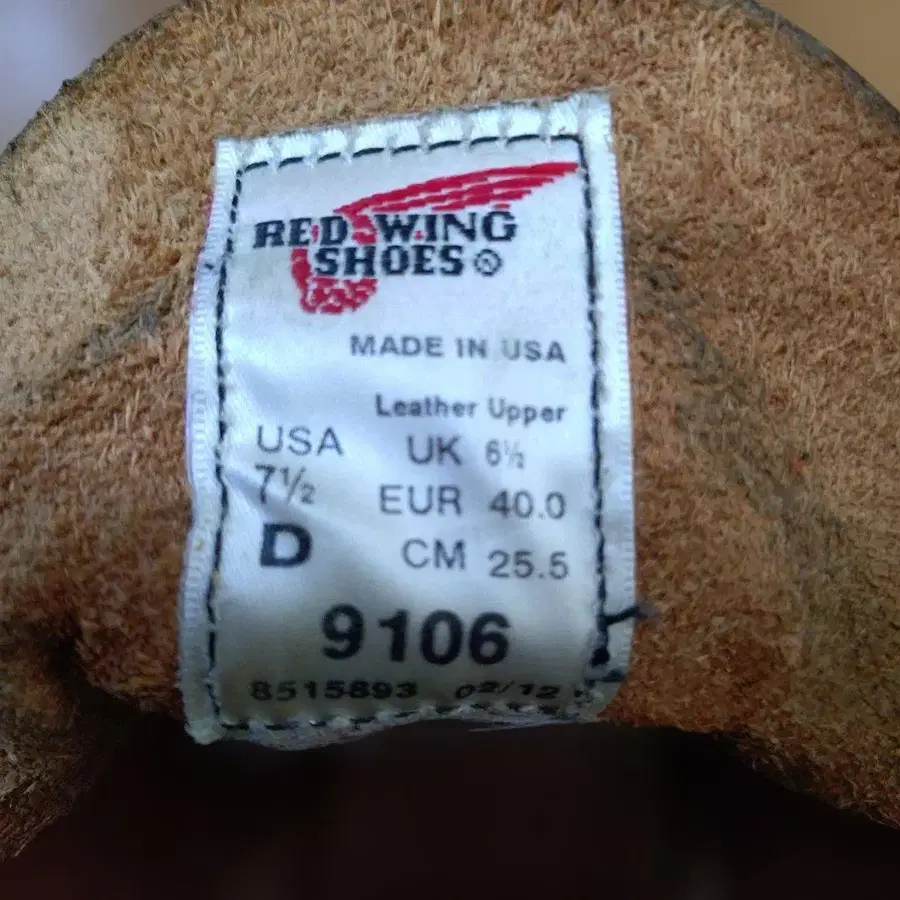 RED WING
SHOES
MADE IN USA
Leather Upper
USA UK 6½
7½ EUR 40.0
D CM 25.5
9106
8515893 02/12